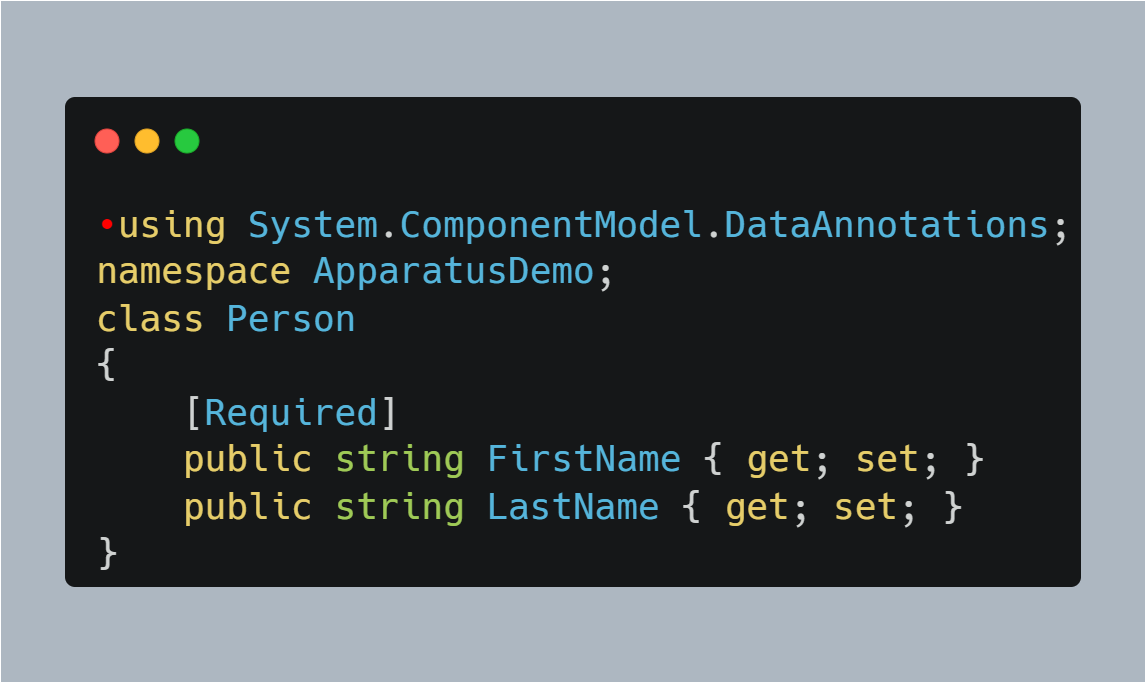 •using System.ComponentModel.DataAnnotations;
namespace ApparatusDemo;
class Person
{
    [Required]
    public string FirstName { get; set; }
    public string LastName { get; set; }
}